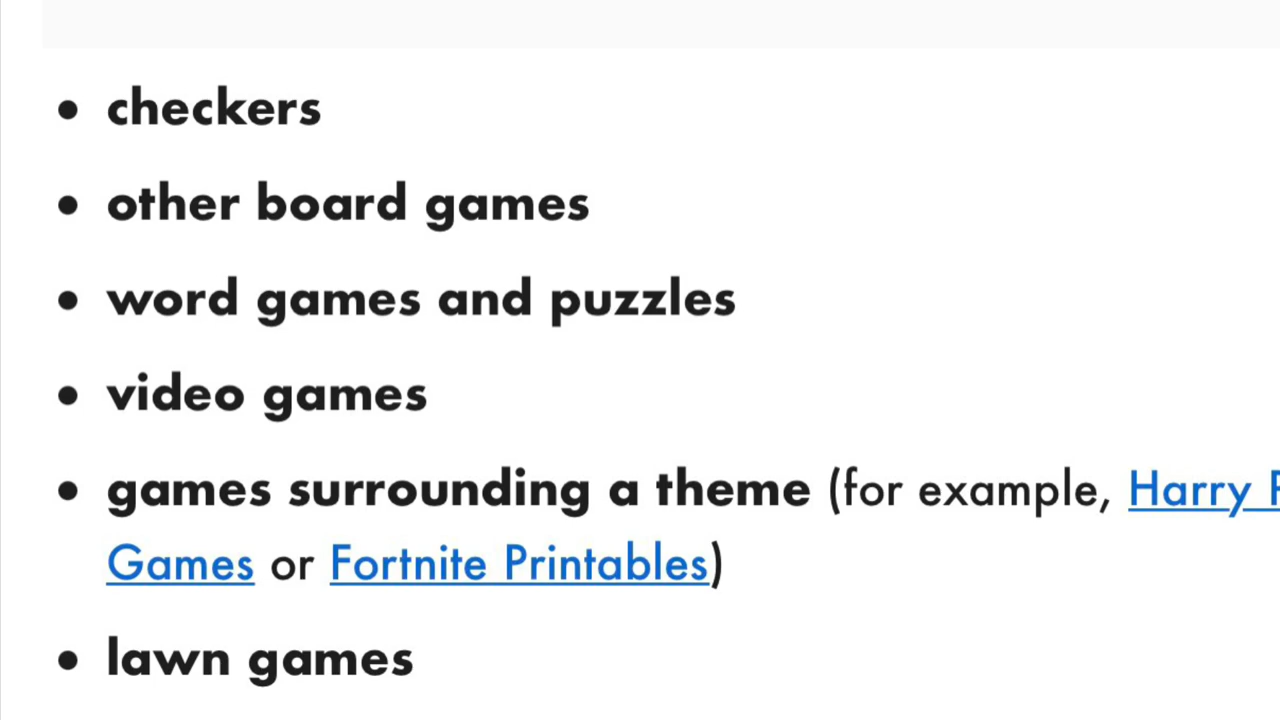 • checkers
• other board games
• word games and puzzles
• video games
• games surrounding a theme (for example, Harry
Games or Fortnite Printables)
• lawn games